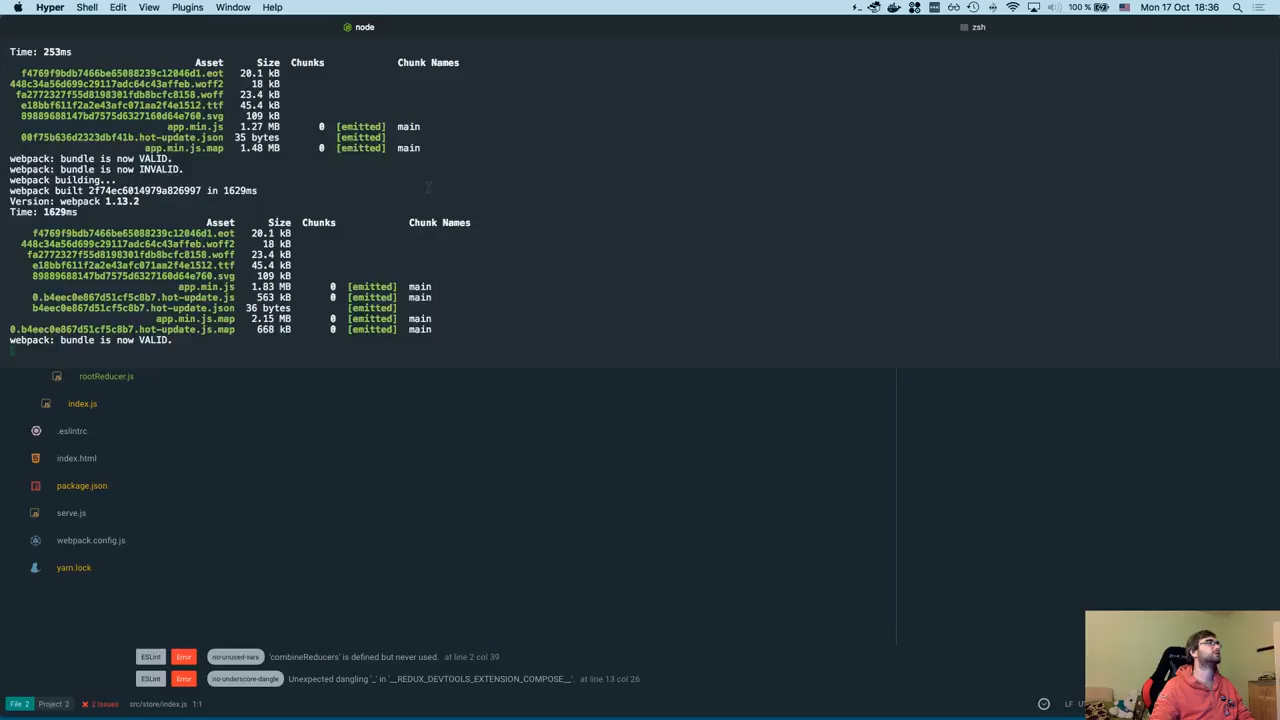 Hyper Shell Edit View Plugins Window Help 100 % Mon 17 Oct 18:36
node zsh
Time: 253ms
Asset Size Chunks Chunk Names
f4769f9bdb7466be65088239c12046d1.eot 20.1 kB
448c34a56d699c29117adc64c43affeb.woff2 18 kB
fa2772327f55d8198301fdb8bcfc8158.woff 23.4 kB
e18bbf611f2a2e43afc071aa2f4e1512.ttf 45.4 kB
89889688147bd7575d6327160d64e760.svg 109 kB
app.min.js 1.27 MB 0 [emitted] main
00f75b636d2323dbf41b.hot-update.json 35 bytes [emitted]
app.min.js.map 1.48 MB 0 [emitted] main
webpack: bundle is now VALID.
webpack: bundle is now INVALID.
webpack building...
webpack built 2f74ec6014979a826997 in 1629ms
Version: webpack 1.13.2
Time: 1629ms
Asset Size Chunks Chunk Names
f4769f9bdb7466be65088239c12046d1.eot 20.1 kB
448c34a56d699c29117adc64c43affeb.woff2 18 kB
fa2772327f55d8198301fdb8bcfc8158.woff 23.4 kB
e18bbf611f2a2e43afc071aa2f4e1512.ttf 45.4 kB
89889688147bd7575d6327160d64e760.svg 109 kB
app.min.js 1.83 MB 0 [emitted] main
0.b4eec0e867d51cf5c8b7.hot-update.js 563 kB 0 [emitted] main
b4eec0e867d51cf5c8b7.hot-update.json 36 bytes [emitted]
app.min.js.map 2.15 MB 0 [emitted] main
0.b4eec0e867d51cf5c8b7.hot-update.js.map 668 kB 0 [emitted] main
webpack: bundle is now VALID.
rootReducer.js
index.js
.eslintrc
index.html
package.json
serve.js
webpack.config.js
yarn.lock
ESLint Error no-unused-vars 'combineReducers' is defined but never used. at line 2 col 39
ESLint Error no-underscore-dangle Unexpected dangling '_' in '__REDUX_DEVTOOLS_EXTENSION_COMPOSE__'. at line 13 col 26
File 2 Project 2 2 Issues src/store/index.js 1:1 LF